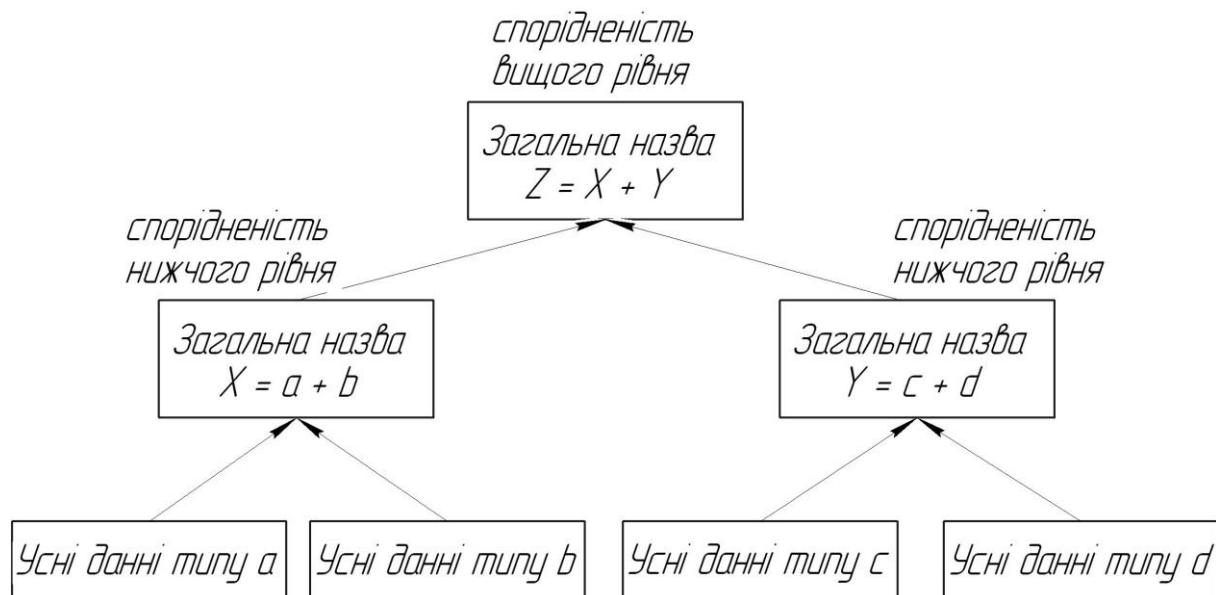 спорідненість
вищого рівня
Загальна назва
Z = X + Y
спорідненість
нижчого рівня
спорідненість
нижчого рівня
Загальна назва
X = a + b
Загальна назва
Y = c + d
Усні данні типу a
Усні данні типу b
Усні данні типу c
Усні данні типу d